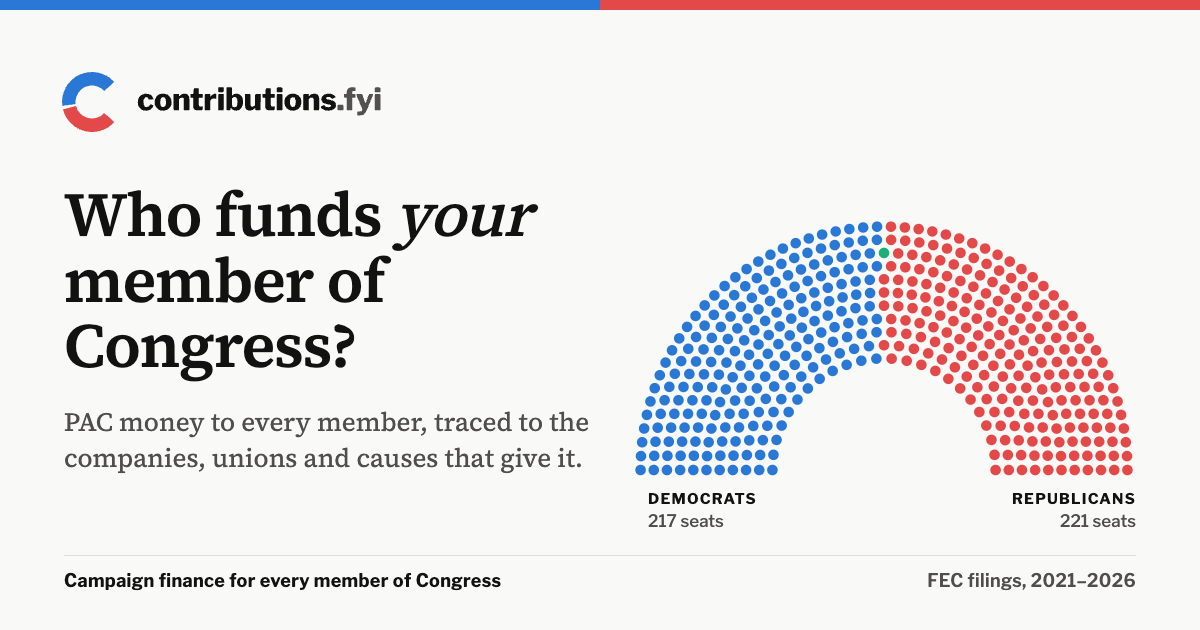 contributions.fyi
Who funds your
member of
Congress?
PAC money to every member, traced to the
companies, unions and causes that give it.
DEMOCRATS
217 seats
REPUBLICANS
221 seats
Campaign finance for every member of Congress
FEC filings, 2021–2026